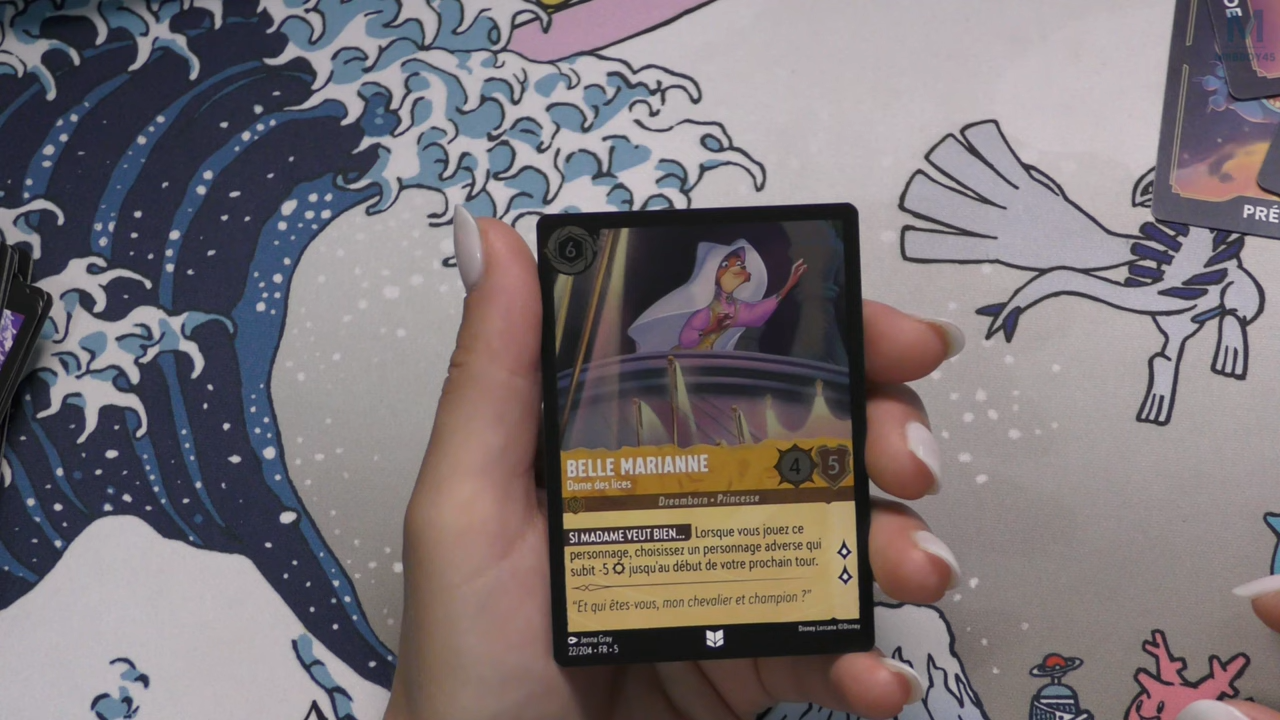 DE
M
PRÉ
6
BELLE MARIANNE
Dame des lices
4
5
Dreamborn • Princesse
SI MADAME VEUT BIEN... Lorsque vous jouez ce
personnage, choisissez un personnage adverse qui
subit -5 jusqu'au début de votre prochain tour.
"Et qui êtes-vous, mon chevalier et champion ?"
Jenna Gray
22/204 • FR • 5
Disney Lorcana ©Disney